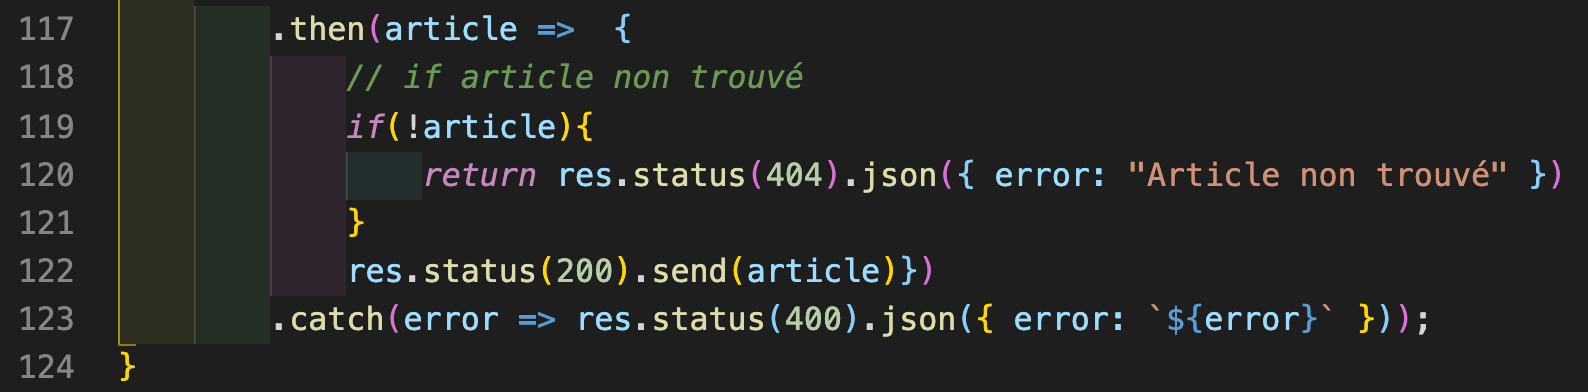 117 .then(article =>  {
118 // if article non trouvé
119 if(!article){
120 return res.status(404).json({ error: "Article non trouvé" })
121 }
122 res.status(200).send(article)})
123 .catch(error => res.status(400).json({ error: `${error}` }));
124 }